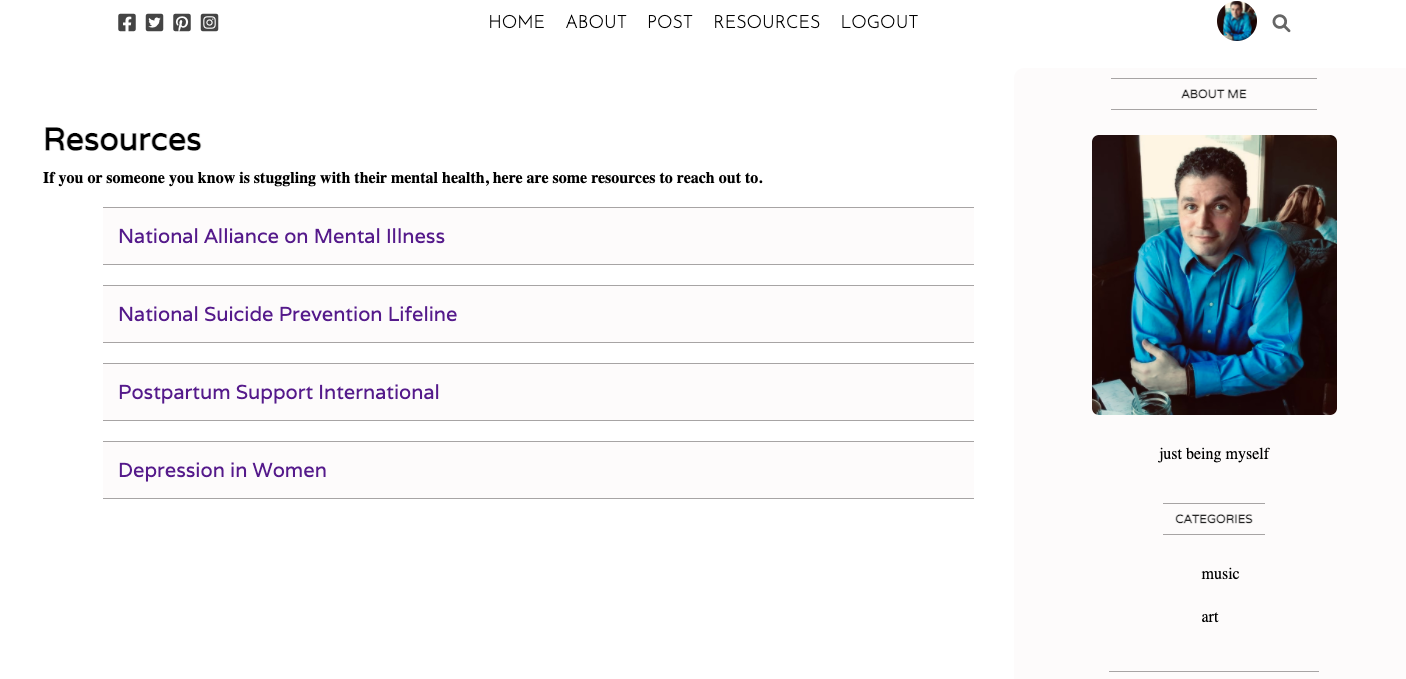 HOME ABOUT POST RESOURCES LOGOUT
Resources
If you or someone you know is stuggling with their mental health, here are some resources to reach out to.
National Alliance on Mental Illness
National Suicide Prevention Lifeline
Postpartum Support International
Depression in Women
ABOUT ME
just being myself
CATEGORIES
music
art